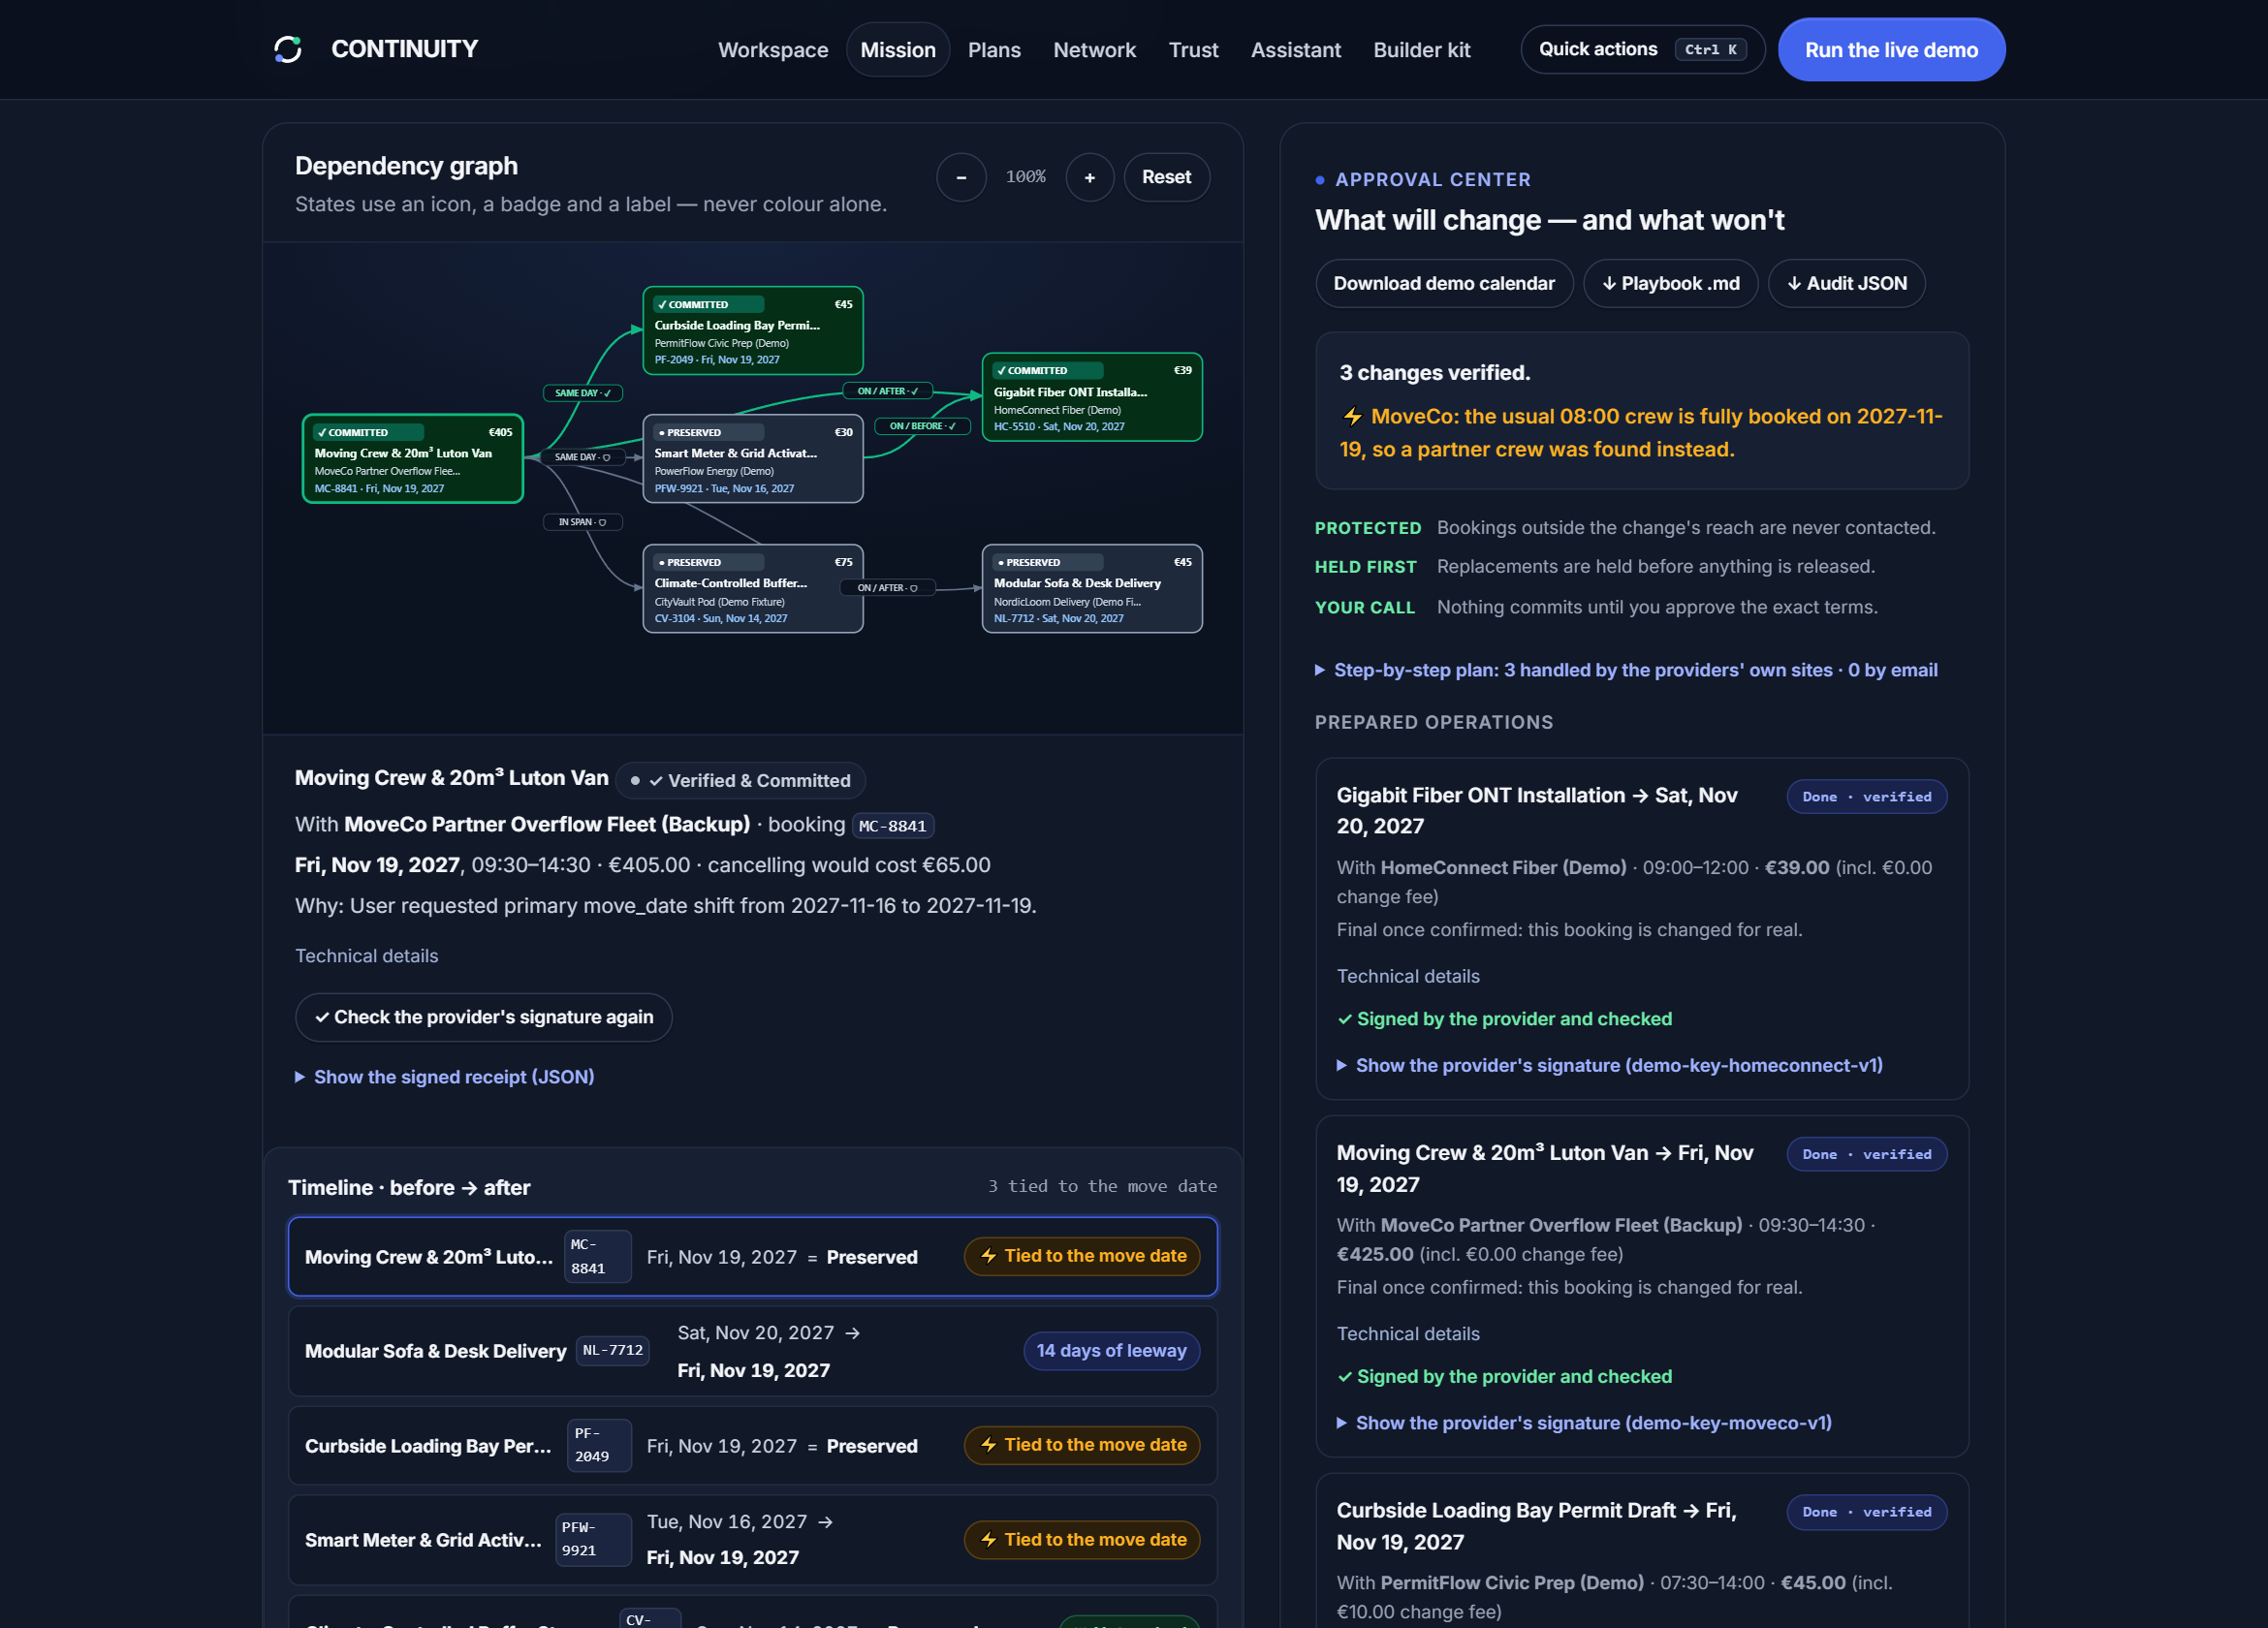 CONTINUITY
Workspace
Mission
Plans
Network
Trust
Assistant
Builder kit
Quick actions Ctrl K
Run the live demo
Dependency graph
States use an icon, a badge and a label — never colour alone.
−
100%
+
Reset
✓ COMMITTED €45
Curbside Loading Bay Permi...
PermitFlow Civic Prep (Demo)
PF-2049 · Fri, Nov 19, 2027
✓ COMMITTED €39
Gigabit Fiber ONT Installa...
HomeConnect Fiber (Demo)
HC-5510 · Sat, Nov 20, 2027
SAME DAY · ✓
ON / AFTER · ✓
ON / BEFORE · ✓
✓ COMMITTED €405
Moving Crew & 20m³ Luton Van
MoveCo Partner Overflow Flee...
MC-8841 · Fri, Nov 19, 2027
SAME DAY ·
● PRESERVED €30
Smart Meter & Grid Activat...
PowerFlow Energy (Demo)
PFW-9921 · Tue, Nov 16, 2027
IN SPAN ·
● PRESERVED €75
Climate-Controlled Buffer...
CityVault Pod (Demo Fixture)
CV-3104 · Sun, Nov 14, 2027
ON / AFTER ·
● PRESERVED €45
Modular Sofa & Desk Delivery
NordicLoom Delivery (Demo Fi...
NL-7712 · Sat, Nov 20, 2027
Moving Crew & 20m³ Luton Van ● ✓ Verified & Committed
With MoveCo Partner Overflow Fleet (Backup) · booking MC-8841
Fri, Nov 19, 2027, 09:30–14:30 · €405.00 · cancelling would cost €65.00
Why: User requested primary move_date shift from 2027-11-16 to 2027-11-19.
Technical details
✓ Check the provider's signature again
▶ Show the signed receipt (JSON)
Timeline · before → after
3 tied to the move date
Moving Crew & 20m³ Luto...
MC-
8841
Fri, Nov 19, 2027 = Preserved
⚡ Tied to the move date
Modular Sofa & Desk Delivery
NL-7712
Sat, Nov 20, 2027 →
Fri, Nov 19, 2027
14 days of leeway
Curbside Loading Bay Per...
PF-
2049
Fri, Nov 19, 2027 = Preserved
⚡ Tied to the move date
Smart Meter & Grid Activ...
PFW-
9921
Tue, Nov 16, 2027 →
Fri, Nov 19, 2027
⚡ Tied to the move date
CV-
● APPROVAL CENTER
What will change — and what won't
Download demo calendar
↓ Playbook .md
↓ Audit JSON
3 changes verified.
⚡ MoveCo: the usual 08:00 crew is fully booked on 2027-11-
19, so a partner crew was found instead.
PROTECTED Bookings outside the change's reach are never contacted.
HELD FIRST Replacements are held before anything is released.
YOUR CALL Nothing commits until you approve the exact terms.
▶ Step-by-step plan: 3 handled by the providers' own sites · 0 by email
PREPARED OPERATIONS
Gigabit Fiber ONT Installation → Sat, Nov
20, 2027
Done · verified
With HomeConnect Fiber (Demo) · 09:00–12:00 · €39.00 (incl. €0.00
change fee)
Final once confirmed: this booking is changed for real.
Technical details
✓ Signed by the provider and checked
▶ Show the provider's signature (demo-key-homeconnect-v1)
Moving Crew & 20m³ Luton Van → Fri, Nov
19, 2027
Done · verified
With MoveCo Partner Overflow Fleet (Backup) · 09:30–14:30 ·
€425.00 (incl. €0.00 change fee)
Final once confirmed: this booking is changed for real.
Technical details
✓ Signed by the provider and checked
▶ Show the provider's signature (demo-key-moveco-v1)
Curbside Loading Bay Permit Draft → Fri,
Nov 19, 2027
Done · verified
With PermitFlow Civic Prep (Demo) · 07:30–14:00 · €45.00 (incl.
€10.00 change fee)